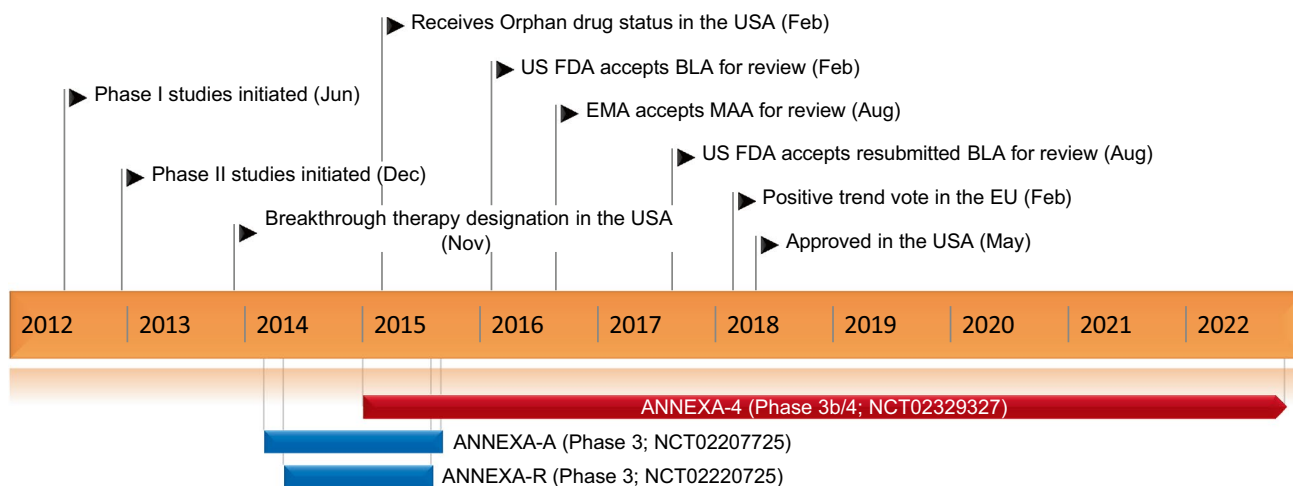 Receives Orphan drug status in the USA (Feb)
US FDA accepts BLA for review (Feb)
Phase I studies initiated (Jun)
EMA accepts MAA for review (Aug)
US FDA accepts resubmitted BLA for review (Aug)
Phase II studies initiated (Dec)
Positive trend vote in the EU (Feb)
Breakthrough therapy designation in the USA
(Nov)
Approved in the USA (May)
2012 2013 2014 2015 2016 2017 2018 2019 2020 2021 2022
ANNEXA-4 (Phase 3b/4; NCT02329327)
ANNEXA-A (Phase 3; NCT02207725)
ANNEXA-R (Phase 3; NCT02220725)